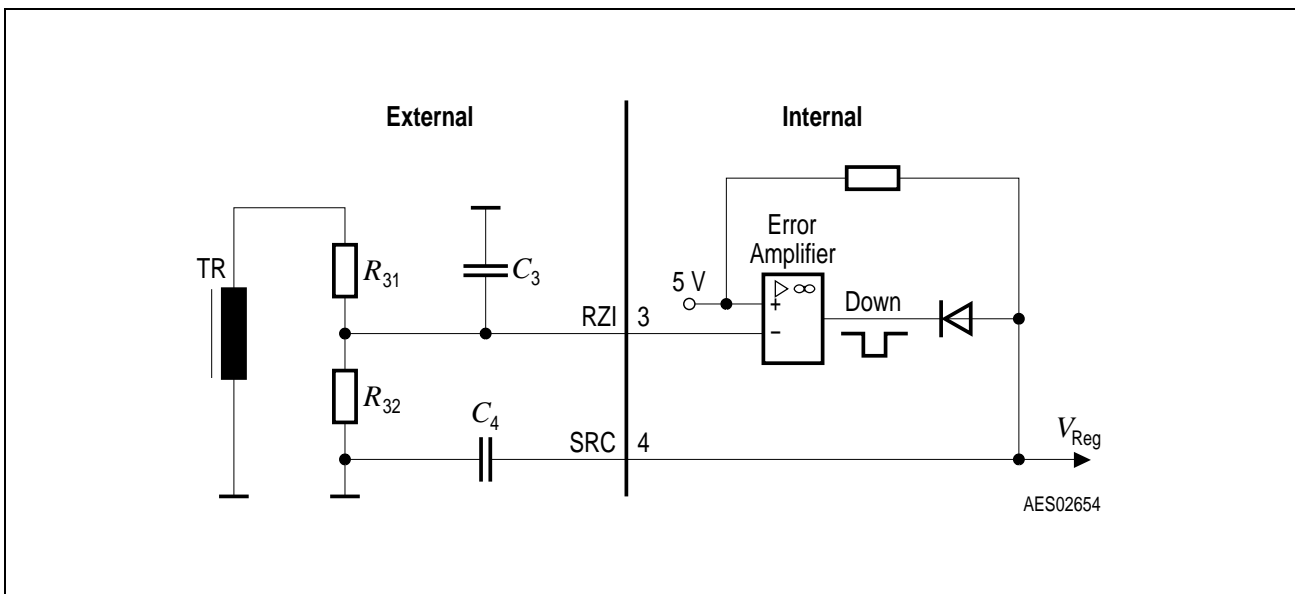 External
Internal
Error
Amplifier
TR
R31
C3
5 V
▷ ∞
+
−
Down
RZI
3
R32
C4
SRC
4
VReg
AES02654